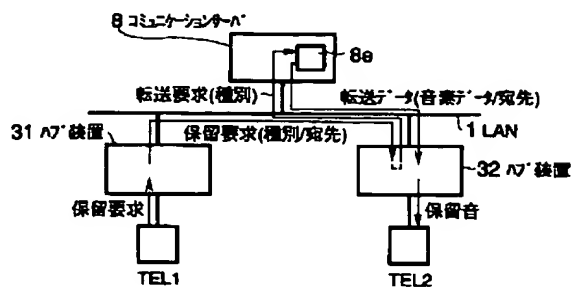 8 コミュニケーションサーバ
8e
転送要求(種別)
転送データ(音楽データ/宛先)
1 LAN
31 ハブ装置
保留要求(種別/宛先)
32 ハブ装置
保留要求
保留音
TEL1
TEL2